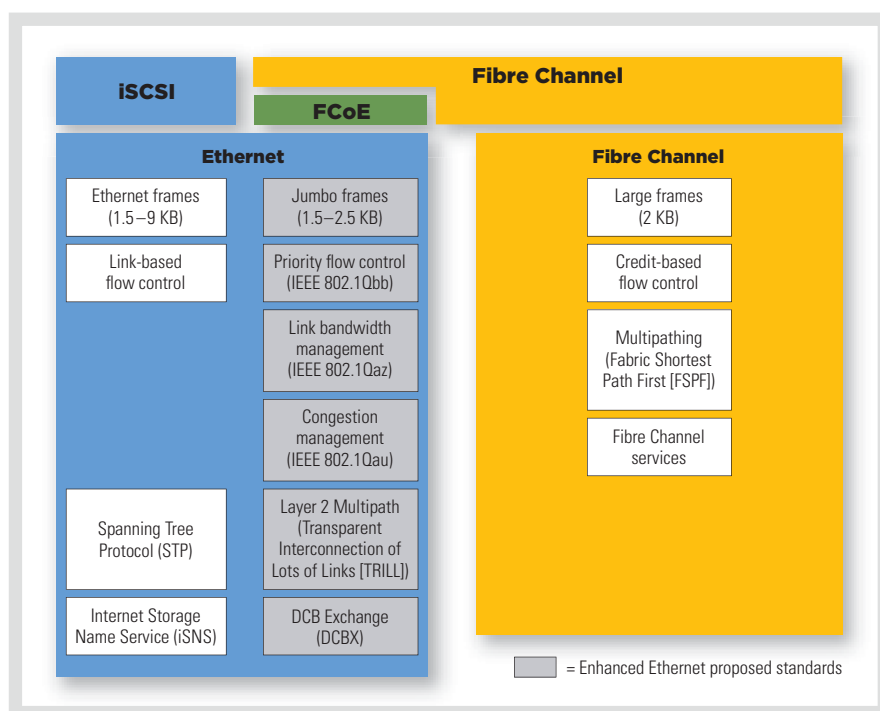 iSCSI
Fibre Channel
FCoE
Ethernet
Ethernet frames
(1.5–9 KB)
Link-based
flow control
Spanning Tree
Protocol (STP)
Internet Storage
Name Service (iSNS)
Jumbo frames
(1.5–2.5 KB)
Priority flow control
(IEEE 802.1Qbb)
Link bandwidth
management
(IEEE 802.1Qaz)
Congestion
management
(IEEE 802.1Qau)
Layer 2 Multipath
(Transparent
Interconnection of
Lots of Links [TRILL])
DCB Exchange
(DCBX)
Fibre Channel
Large frames
(2 KB)
Credit-based
flow control
Multipathing
(Fabric Shortest
Path First [FSPF])
Fibre Channel
services
= Enhanced Ethernet proposed standards